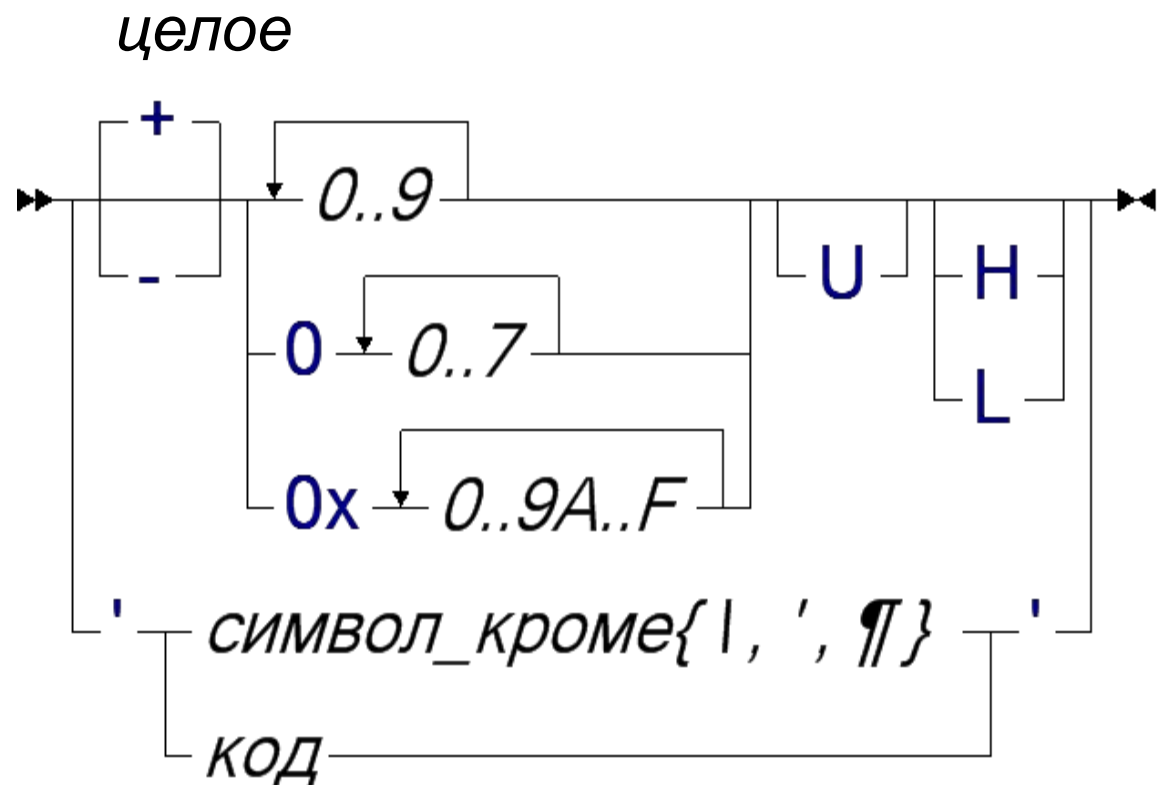 целое
+
0..9
-
U H
0 0..7
L
0x 0..9A..F
' символ_кроме{ \ , ' , ¶ } '
код